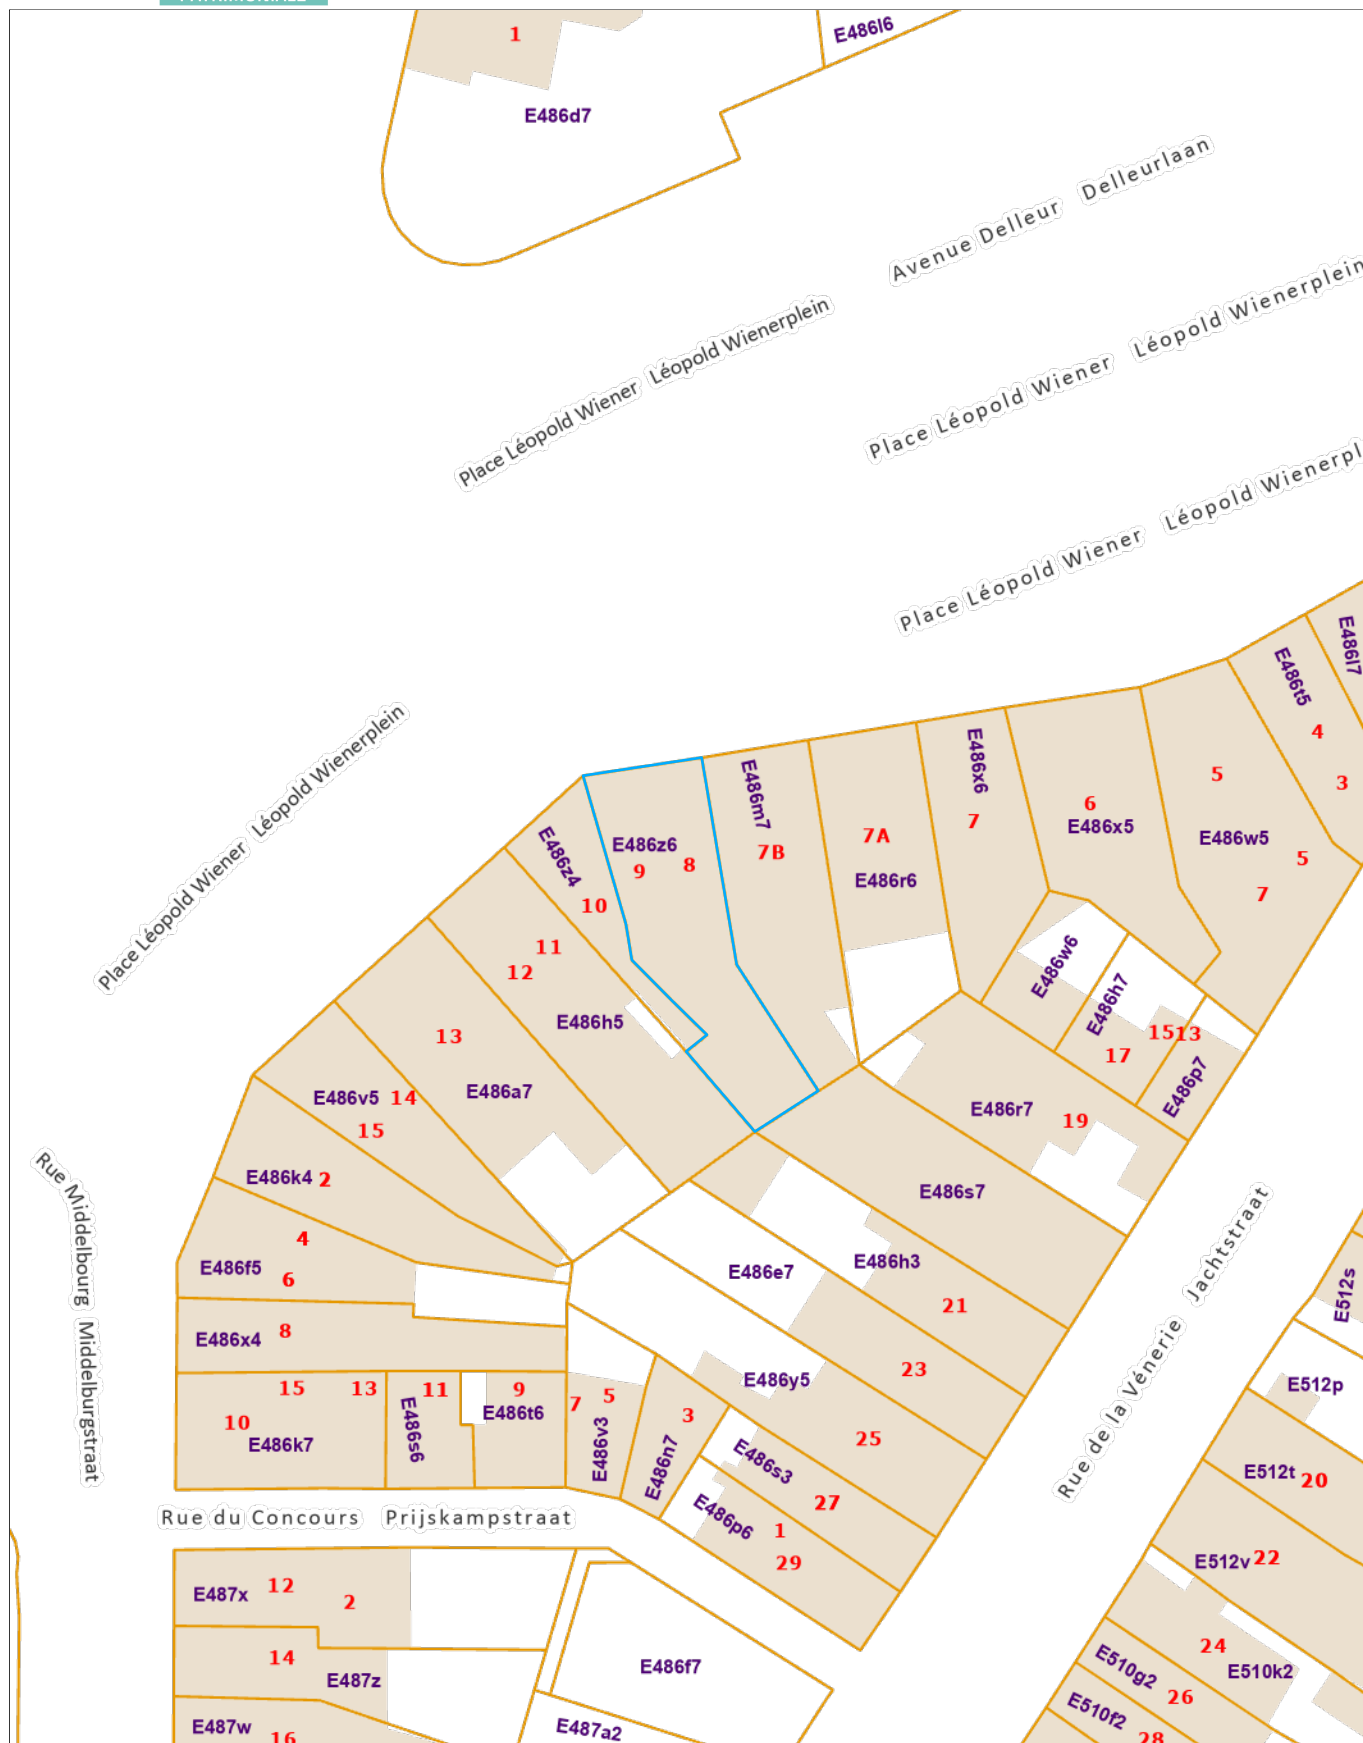 1
E486l6
E486d7
Avenue Delleur Delleurlaan
Place Léopold Wiener Léopold Wienerplein
Place Léopold Wiener Léopold Wienerplein
Place Léopold Wiener Léopold Wienerpl
Place Léopold Wiener Léopold Wienerplein
E486l7
E486t5
4
3
E486m7
7B
E486x6
7
5
6
E486x5
7A
E486r6
E486w5
5
7
E486z6
9
8
E486z4
10
11
12
E486h5
13
E486a7
E486w6
E486h7
15
13
17
E486p7
E486v5
14
15
E486r7
19
E486k4
2
E486s7
Rue Middelbourg Middelburgstraat
4
E486f5
6
E486e7
E486h3
21
Rue de la Vénerie Jachtstraat
E512s
E486x4
8
23
E486y5
E512p
15
13
11
9
7
5
10
E486k7
E486s6
E486t6
E486v3
3
E486n7
25
E486s3
27
E512t
20
E486p6
1
29
Rue du Concours Prijskampstraat
E512v
22
E487x
12
2
14
E487z
E486f7
24
E510k2
E510g2
26
E510f2
28
E487w
16
E487a2